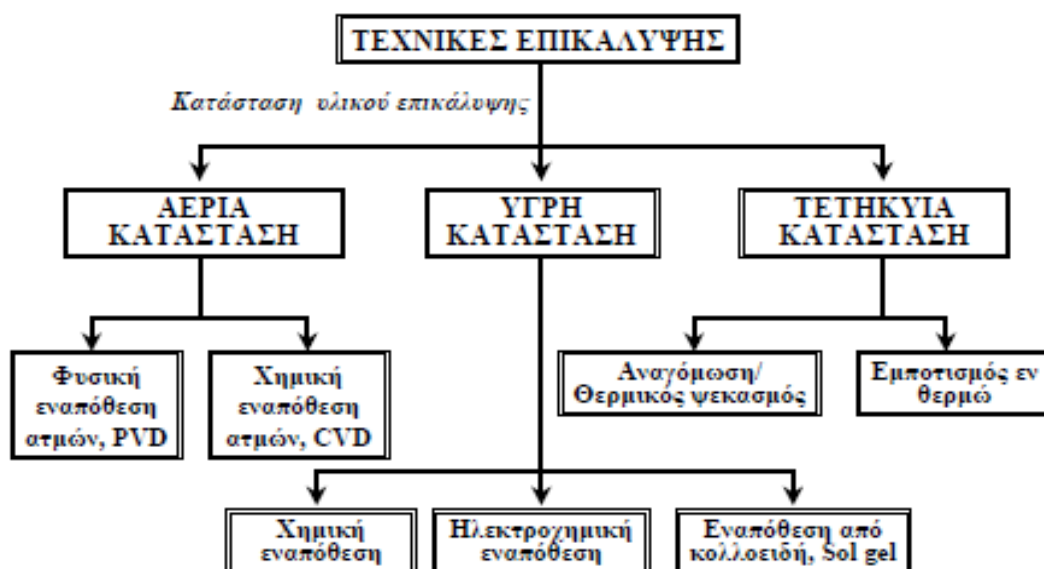 ΤΕΧΝΙΚΕΣ ΕΠΙΚΑΛΥΨΗΣ
Κατάσταση υλικού επικάλυψης
ΑΕΡΙΑ
ΚΑΤΑΣΤΑΣΗ
ΥΓΡΗ
ΚΑΤΑΣΤΑΣΗ
ΤΕΤΗΚΥΙΑ
ΚΑΤΑΣΤΑΣΗ
Φυσική
εναπόθεση
ατμών, PVD
Χημική
εναπόθεση
ατμών, CVD
Αναγόμωση/
Θερμικός ψεκασμός
Εμποτισμός εν
θερμώ
Χημική
εναπόθεση
Ηλεκτροχημική
εναπόθεση
Εναπόθεση από
κολλοειδή, Sol gel